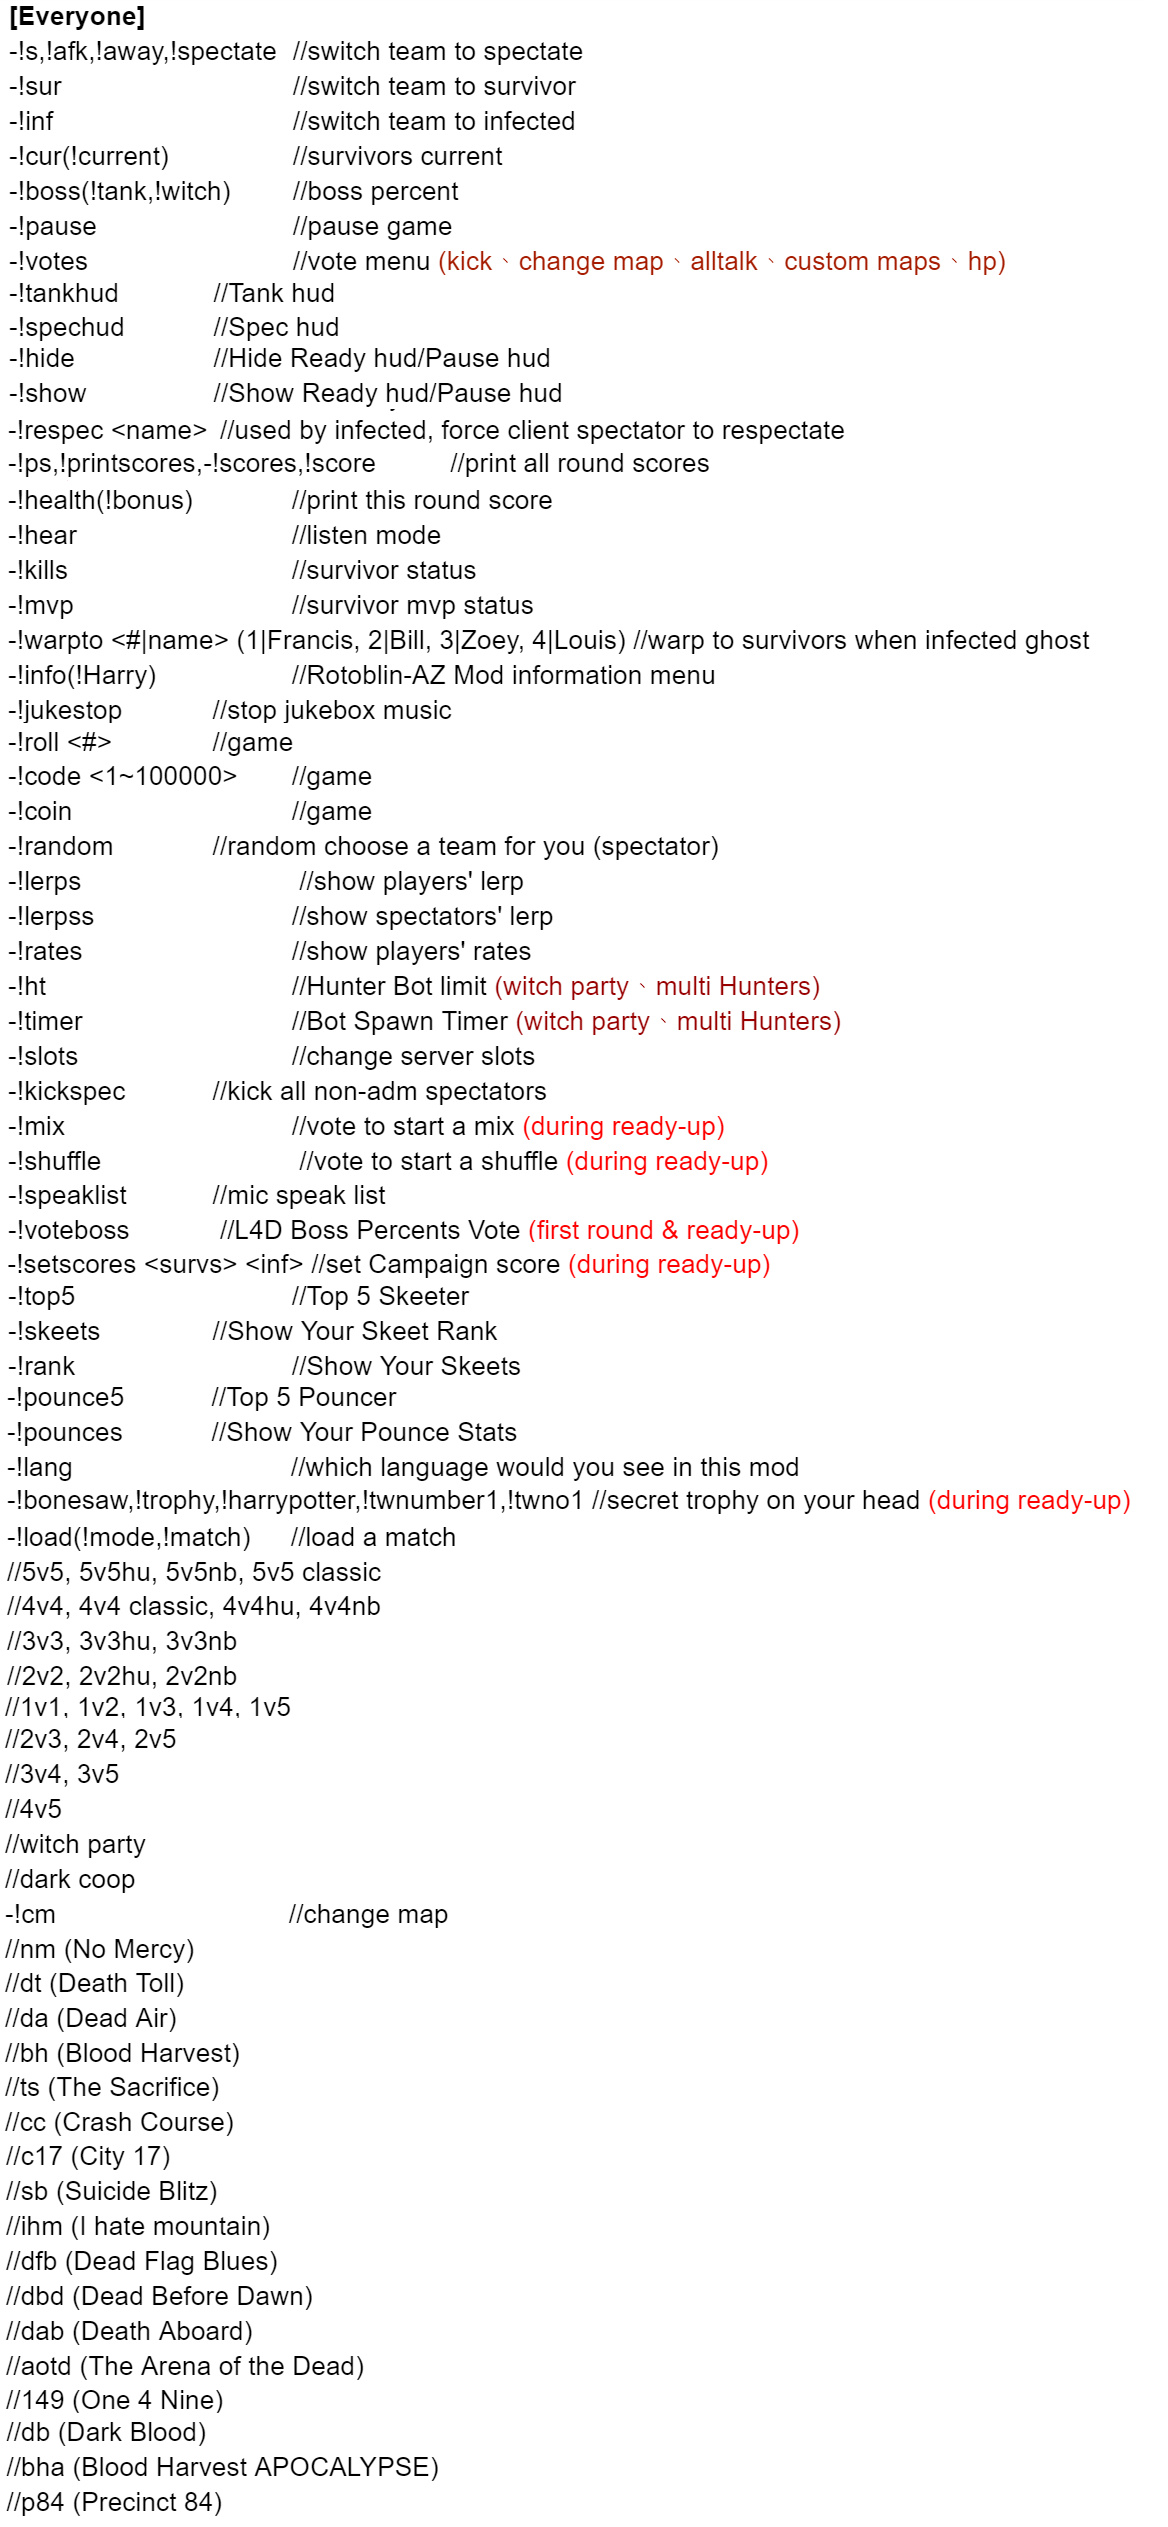 [Everyone]
-!s,!afk,!away,!spectate //switch team to spectate
-!sur //switch team to survivor
-!inf //switch team to infected
-!cur(!current) //survivors current
-!boss(!tank,!witch) //boss percent
-!pause //pause game
-!votes //vote menu (kick、change map、alltalk、custom maps、hp)
-!tankhud //Tank hud
-!spechud //Spec hud
-!hide //Hide Ready hud/Pause hud
-!show //Show Ready hud/Pause hud
-!respec <name> //used by infected, force client spectator to respectate
-!ps,!printscores,-!scores,!score //print all round scores
-!health(!bonus) //print this round score
-!hear //listen mode
-!kills //survivor status
-!mvp //survivor mvp status
-!warpto <#|name> (1|Francis, 2|Bill, 3|Zoey, 4|Louis) //warp to survivors when infected ghost
-!info(!Harry) //Rotoblin-AZ Mod information menu
-!jukestop //stop jukebox music
-!roll <#> //game
-!code <1~100000> //game
-!coin //game
-!random //random choose a team for you (spectator)
-!lerps //show players' lerp
-!lerpss //show spectators' lerp
-!rates //show players' rates
-!ht //Hunter Bot limit (witch party、multi Hunters)
-!timer //Bot Spawn Timer (witch party、multi Hunters)
-!slots //change server slots
-!kickspec //kick all non-adm spectators
-!mix //vote to start a mix (during ready-up)
-!shuffle //vote to start a shuffle (during ready-up)
-!speaklist //mic speak list
-!voteboss //L4D Boss Percents Vote (first round & ready-up)
-!setscores <survs> <inf> //set Campaign score (during ready-up)
-!top5 //Top 5 Skeeter
-!skeets //Show Your Skeet Rank
-!rank //Show Your Skeets
-!pounce5 //Top 5 Pouncer
-!pounces //Show Your Pounce Stats
-!lang //which language would you see in this mod
-!bonesaw,!trophy,!harrypotter,!twnumber1,!twno1 //secret trophy on your head (during ready-up)
-!load(!mode,!match) //load a match
//5v5, 5v5hu, 5v5nb, 5v5 classic
//4v4, 4v4 classic, 4v4hu, 4v4nb
//3v3, 3v3hu, 3v3nb
//2v2, 2v2hu, 2v2nb
//1v1, 1v2, 1v3, 1v4, 1v5
//2v3, 2v4, 2v5
//3v4, 3v5
//4v5
//witch party
//dark coop
-!cm //change map
//nm (No Mercy)
//dt (Death Toll)
//da (Dead Air)
//bh (Blood Harvest)
//ts (The Sacrifice)
//cc (Crash Course)
//c17 (City 17)
//sb (Suicide Blitz)
//ihm (I hate mountain)
//dfb (Dead Flag Blues)
//dbd (Dead Before Dawn)
//dab (Death Aboard)
//aotd (The Arena of the Dead)
//149 (One 4 Nine)
//db (Dark Blood)
//bha (Blood Harvest APOCALYPSE)
//p84 (Precinct 84)